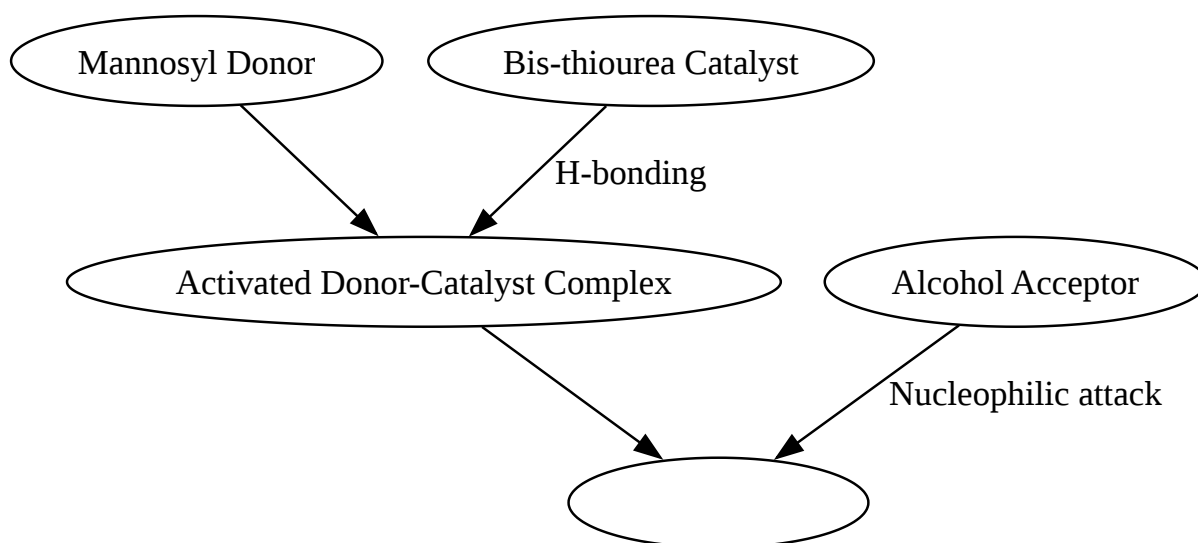 Mannosyl Donor
Bis-thiourea Catalyst
H-bonding
Activated Donor-Catalyst Complex
Alcohol Acceptor
Nucleophilic attack